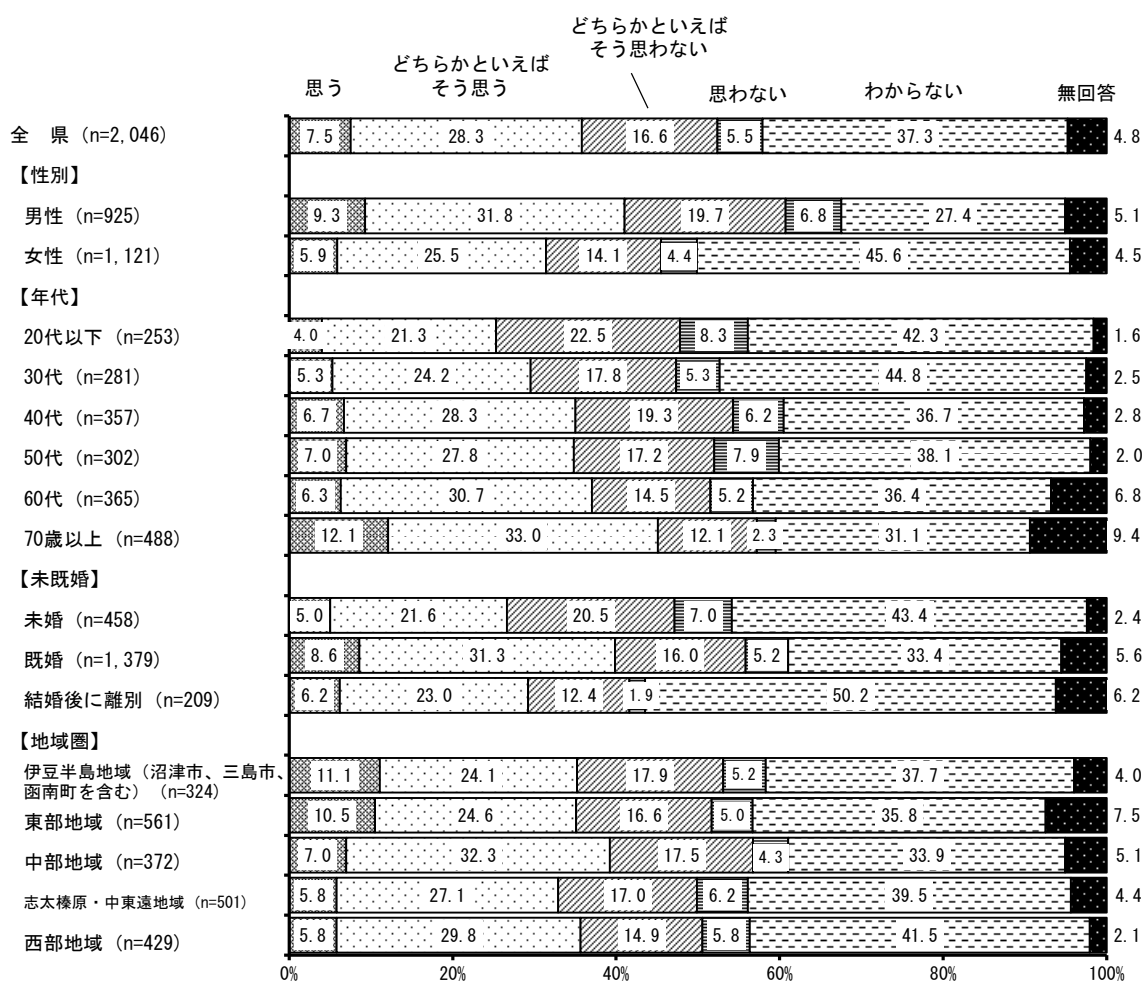 どちらかといえば
そう思わない
どちらかといえば
そう思う
思う
思わない
わからない
無回答
全　県 (n=2,046) 7.5 28.3 16.6 5.5 37.3 4.8
【性別】
男性 (n=925) 9.3 31.8 19.7 6.8 27.4 5.1
女性 (n=1,121) 5.9 25.5 14.1 4.4 45.6 4.5
【年代】
20代以下 (n=253) 4.0 21.3 22.5 8.3 42.3 1.6
30代 (n=281) 5.3 24.2 17.8 5.3 44.8 2.5
40代 (n=357) 6.7 28.3 19.3 6.2 36.7 2.8
50代 (n=302) 7.0 27.8 17.2 7.9 38.1 2.0
60代 (n=365) 6.3 30.7 14.5 5.2 36.4 6.8
70歳以上 (n=488) 12.1 33.0 12.1 2.3 31.1 9.4
【未既婚】
未婚 (n=458) 5.0 21.6 20.5 7.0 43.4 2.4
既婚 (n=1,379) 8.6 31.3 16.0 5.2 33.4 5.6
結婚後に離別 (n=209) 6.2 23.0 12.4 1.9 50.2 6.2
【地域圏】
伊豆半島地域（沼津市、三島市、
函南町を含む） (n=324) 11.1 24.1 17.9 5.2 37.7 4.0
東部地域 (n=561) 10.5 24.6 16.6 5.0 35.8 7.5
中部地域 (n=372) 7.0 32.3 17.5 4.3 33.9 5.1
志太榛原・中東遠地域 (n=501) 5.8 27.1 17.0 6.2 39.5 4.4
西部地域 (n=429) 5.8 29.8 14.9 5.8 41.5 2.1
0% 20% 40% 60% 80% 100%